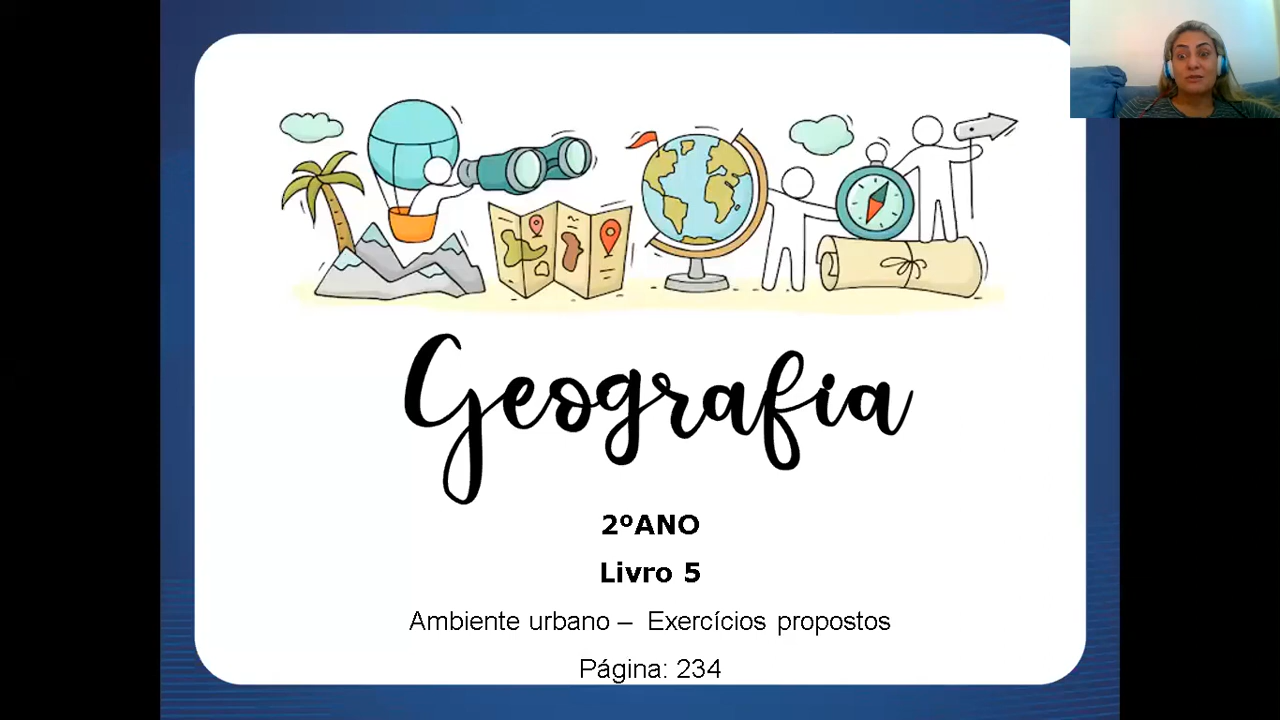 Geografia
2ºANO
Livro 5
Ambiente urbano – Exercícios propostos
Página: 234